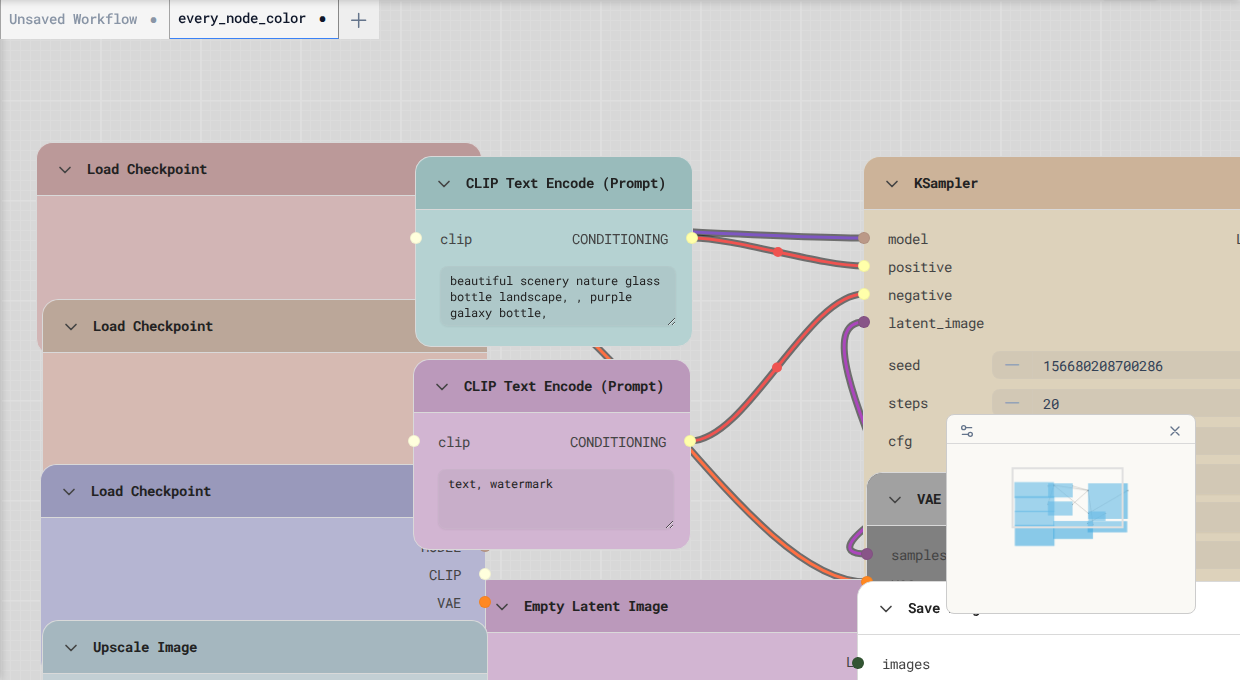 Unsaved Workflow
every_node_color
Load Checkpoint
CLIP Text Encode (Prompt)
KSampler
clip
CONDITIONING
model
positive
negative
latent_image
beautiful scenery nature glass
bottle landscape, , purple
galaxy bottle,
Load Checkpoint
seed
156680208700286
CLIP Text Encode (Prompt)
steps
20
clip
CONDITIONING
cfg
text, watermark
Load Checkpoint
VAE
samples
CLIP
VAE
Empty Latent Image
Save
Upscale Image
images